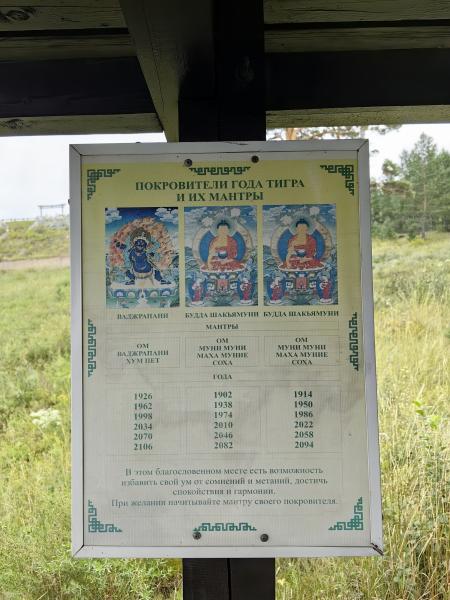 ПОКРОВИТЕЛИ ГОДА ТИГРА
И ИХ МАНТРЫ
ВАДЖРАПАНИ БУДДА ШАКЬЯМУНИ БУДДА ШАКЬЯМУНИ
МАНТРЫ
ОМ
ВАДЖРАПАНИ
ХУМ ПЕТ
ОМ
МУНИ МУНИ
МАХА МУНИЕ
СОХА
ОМ
МУНИ МУНИ
МАХА МУНИЕ
СОХА
ГОДА
1926 1902 1914
1962 1938 1950
1998 1974 1986
2034 2010 2022
2070 2046 2058
2106 2082 2094
В этом благословенном месте есть возможность
избавить свой ум от сомнений и метаний, достичь
спокойствия и гармонии.
При желании начитывайте мантру своего покровителя.